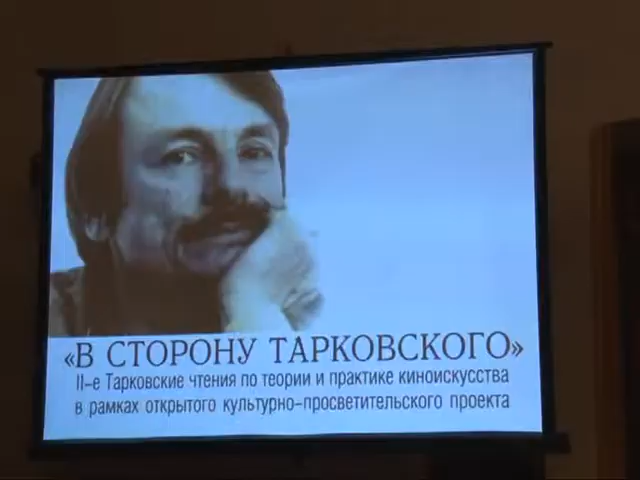 «В СТОРОНУ ТАРКОВСКОГО»
II-е Тарковские чтения по теории и практике киноискусства
в рамках открытого культурно-просветительского проекта